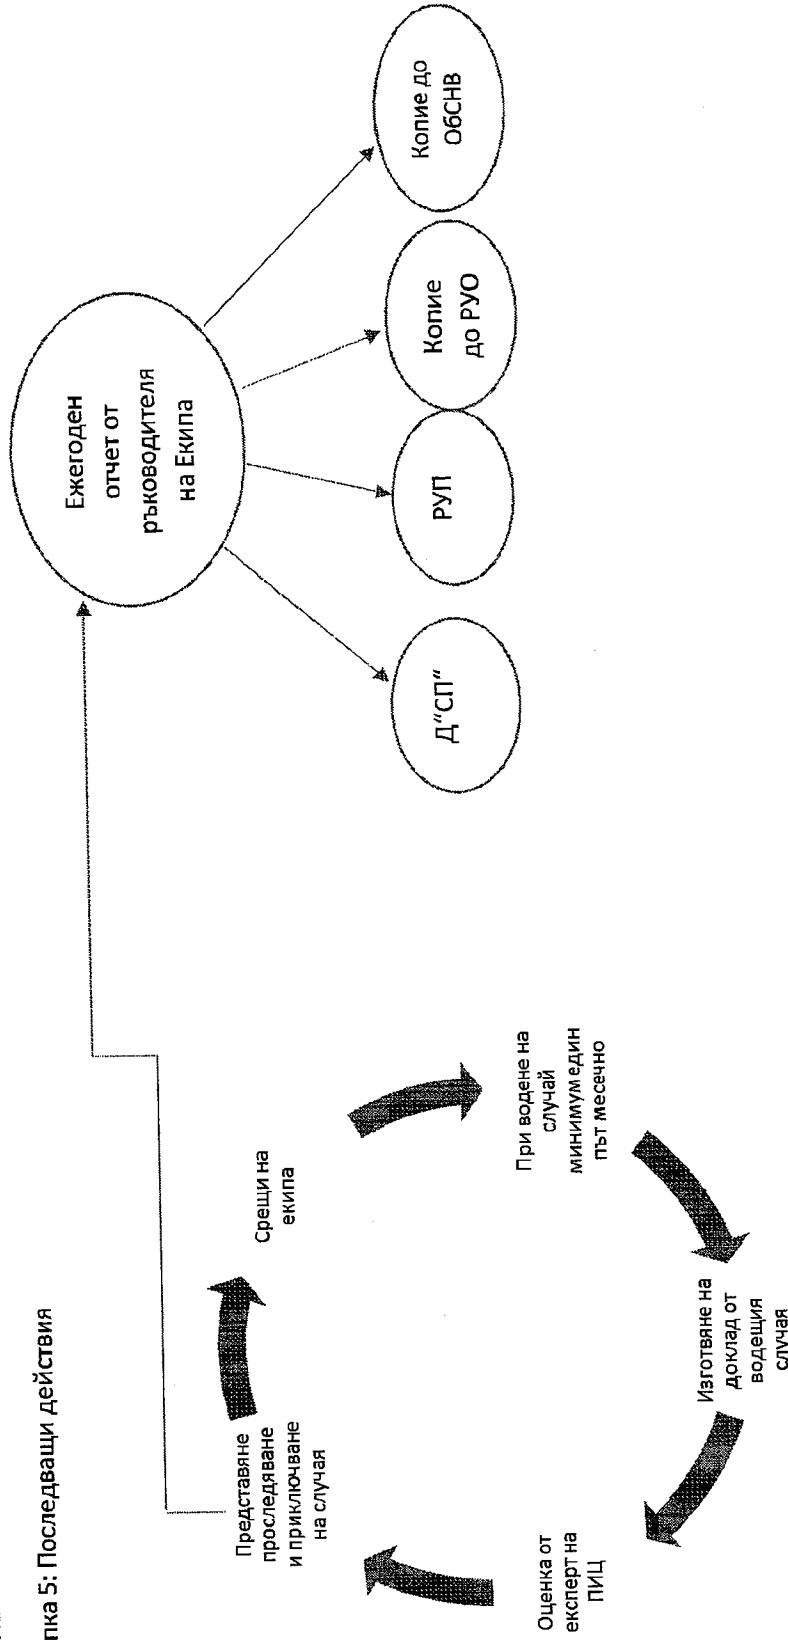 пка 5: Последващи действия
Представяне
проследяване
и приключване
на случая
Срещи на
екипа
При водене на
случай
минимум един
път месечно
Изготвяне на
доклад от
водещия
случая
Оценка от
експерт на
ПИЦ
Ежегоден
отчет от
ръководителя
на Екипа
Д"СП"
РУП
Копие
до РУО
Копие до
ОбСНВ